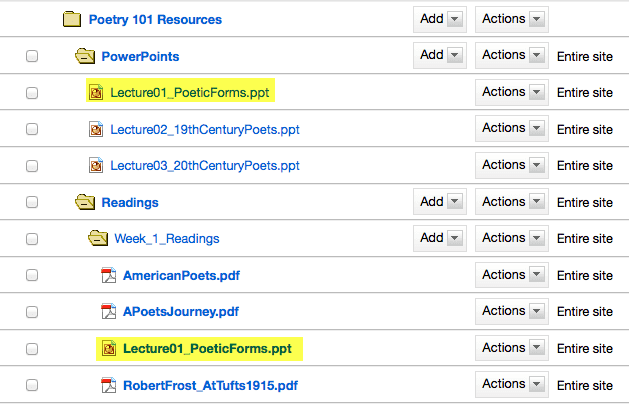 Poetry 101 Resources Add Actions
PowerPoints Add Actions Entire site
Lecture01_PoeticForms.ppt Actions Entire site
Lecture02_19thCenturyPoets.ppt Actions Entire site
Lecture03_20thCenturyPoets.ppt Actions Entire site
Readings Add Actions Entire site
Week_1_Readings Add Actions Entire site
AmericanPoets.pdf Actions Entire site
APoetsJourney.pdf Actions Entire site
Lecture01_PoeticForms.ppt Actions Entire site
RobertFrost_AtTufts1915.pdf Actions Entire site